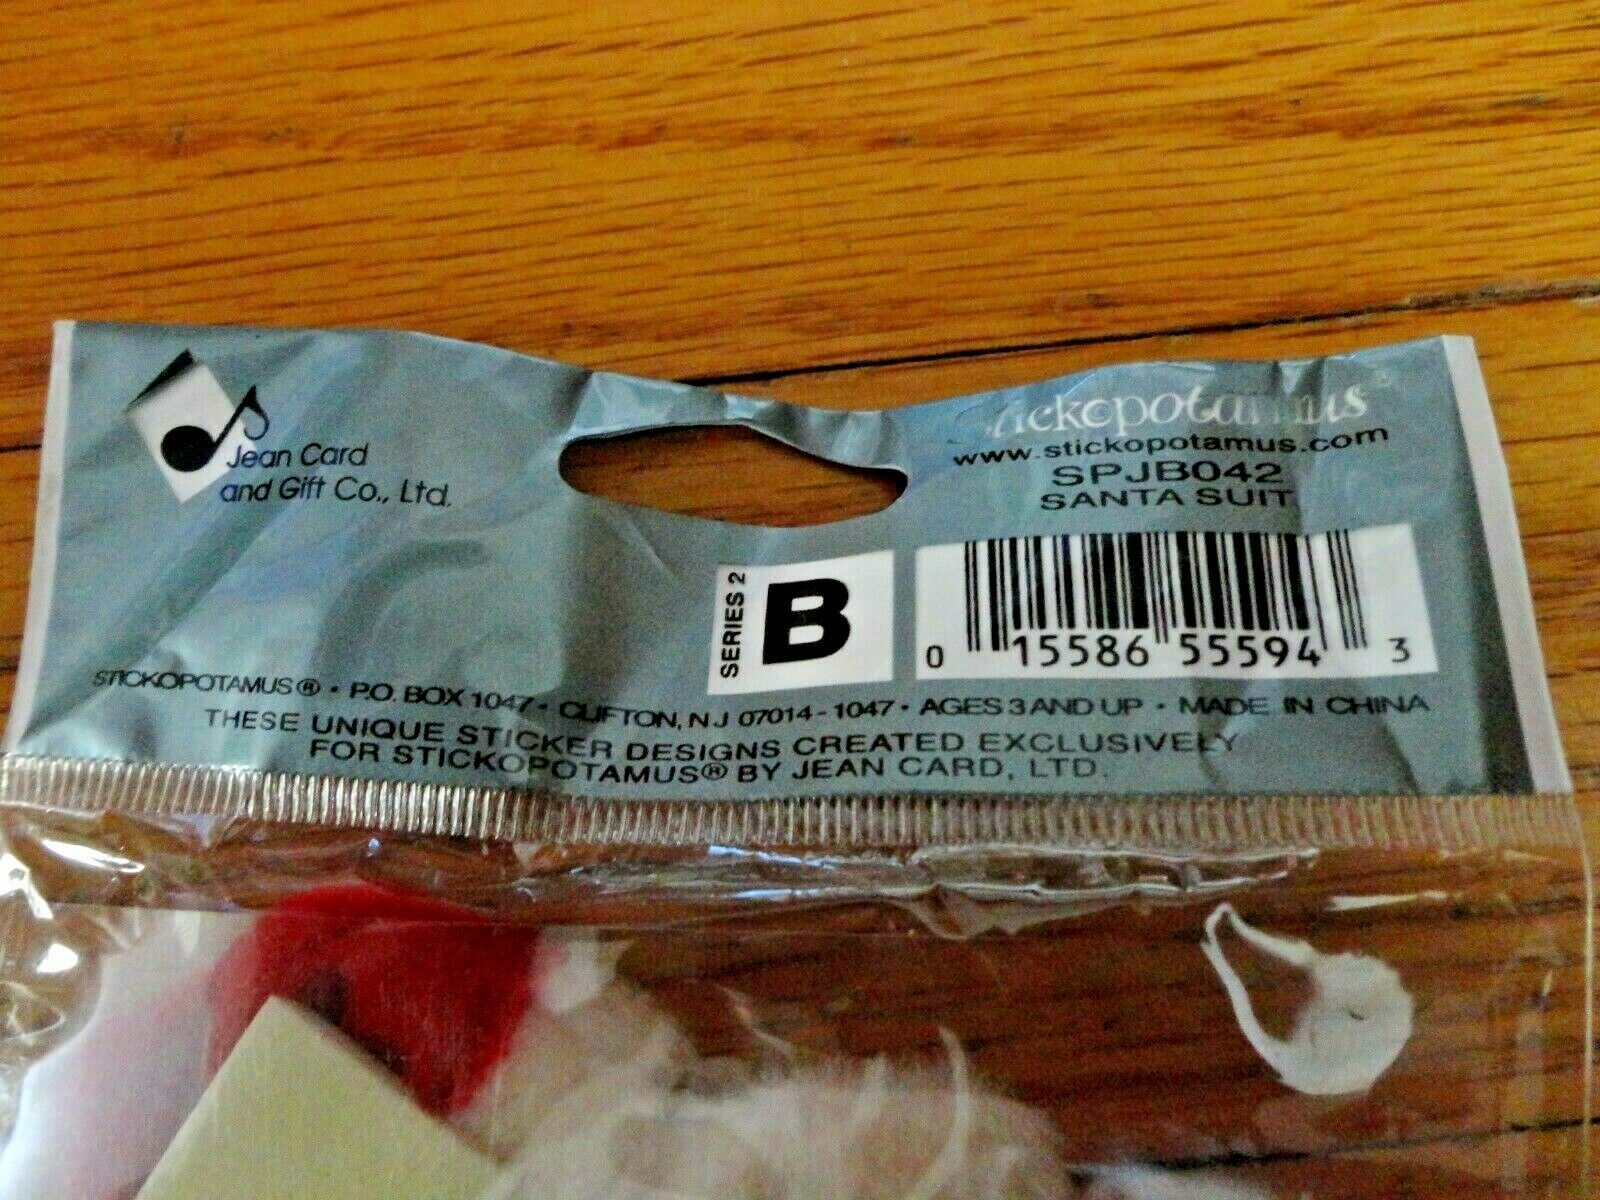 Jean Card
and Gift Co., Ltd.
stickopotamus®
www.stickopotamus.com
SPJB042
SANTA SUIT
SERIES 2
B
0 15586 55594 3
STICKOPOTAMUS® • P.O. BOX 1047 • CLIFTON, NJ 07014-1047 • AGES 3 AND UP • MADE IN CHINA
THESE UNIQUE STICKER DESIGNS CREATED EXCLUSIVELY
FOR STICKOPOTAMUS® BY JEAN CARD, LTD.